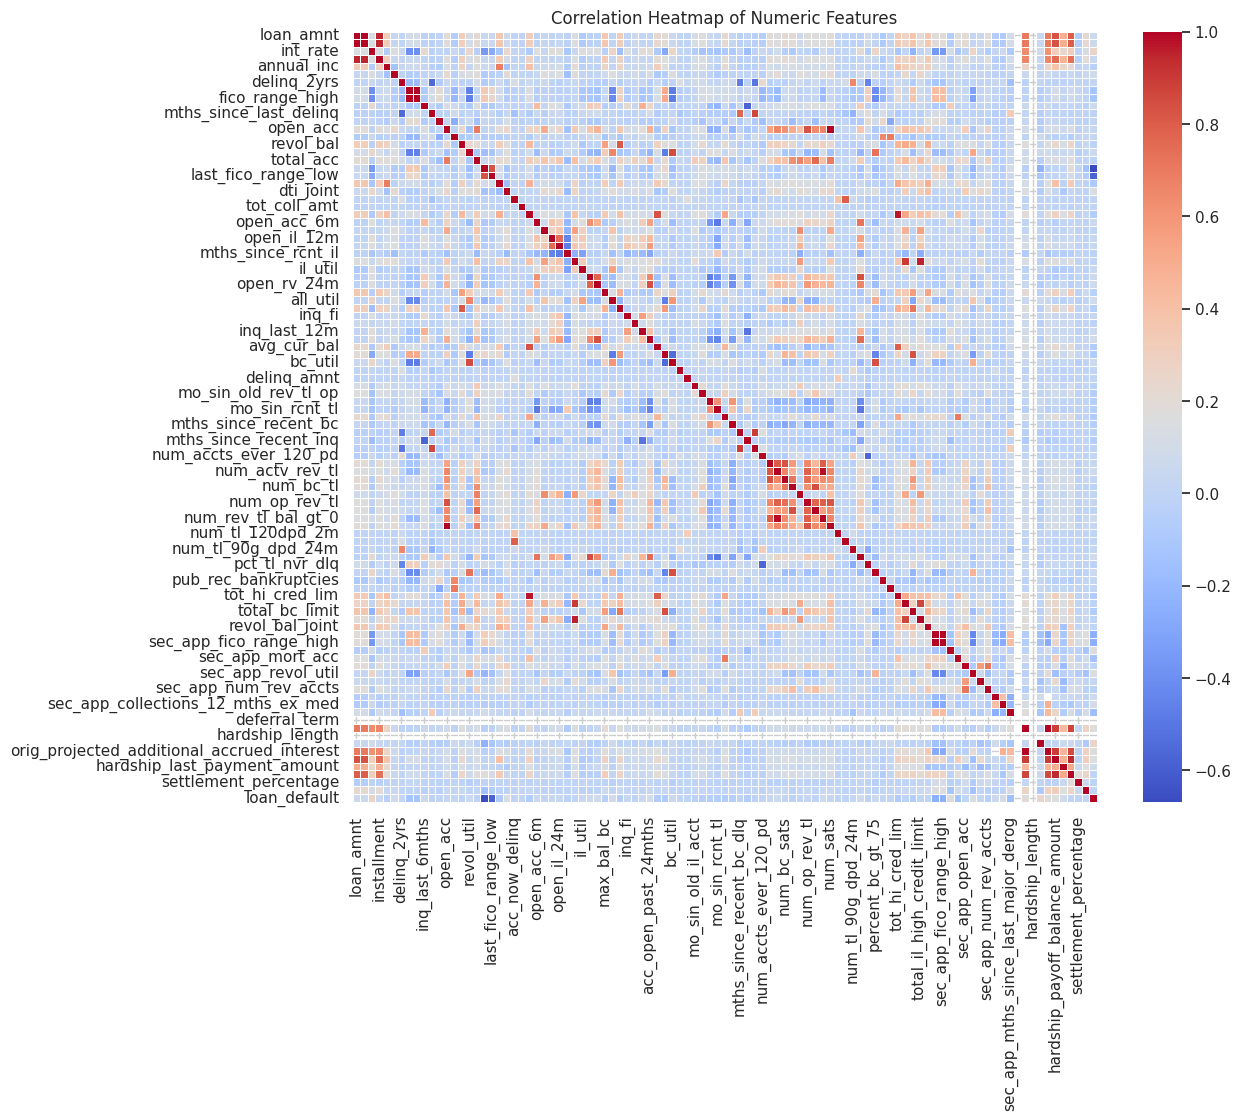 Correlation Heatmap of Numeric Features
loan_amnt
int_rate
annual_inc
delinq_2yrs
fico_range_high
mths_since_last_delinq
open_acc
revol_bal
total_acc
last_fico_range_low
dti_joint
tot_coll_amt
open_acc_6m
open_il_12m
mths_since_rcnt_il
il_util
open_rv_24m
all_util
inq_fi
inq_last_12m
avg_cur_bal
bc_util
delinq_amnt
mo_sin_old_rev_tl_op
mo_sin_rcnt_tl
mths_since_recent_bc
mths_since_recent_inq
num_accts_ever_120_pd
num_actv_rev_tl
num_bc_tl
num_op_rev_tl
num_rev_tl_bal_gt_0
num_tl_120dpd_2m
num_tl_90g_dpd_24m
pct_tl_nvr_dlq
pub_rec_bankruptcies
tot_hi_cred_lim
total_bc_limit
revol_bal_joint
sec_app_fico_range_high
sec_app_mort_acc
sec_app_revol_util
sec_app_num_rev_accts
sec_app_collections_12_mths_ex_med
deferral_term
hardship_length
orig_projected_additional_accrued_interest
hardship_last_payment_amount
settlement_percentage
loan_default
loan_amnt
installment
delinq_2yrs
inq_last_6mths
open_acc
revol_util
last_fico_range_low
acc_now_delinq
open_acc_6m
open_il_24m
il_util
max_bal_bc
inq_fi
acc_open_past_24mths
bc_util
mo_sin_old_il_acct
mo_sin_rcnt_tl
mths_since_recent_bc_dlq
num_accts_ever_120_pd
num_bc_sats
num_op_rev_tl
num_sats
num_tl_90g_dpd_24m
percent_bc_gt_75
tot_hi_cred_lim
total_il_high_credit_limit
sec_app_fico_range_high
sec_app_open_acc
sec_app_num_rev_accts
sec_app_mths_since_last_major_derog
hardship_length
hardship_payoff_balance_amount
settlement_percentage
1.0
0.8
0.6
0.4
0.2
0.0
−0.2
−0.4
−0.6